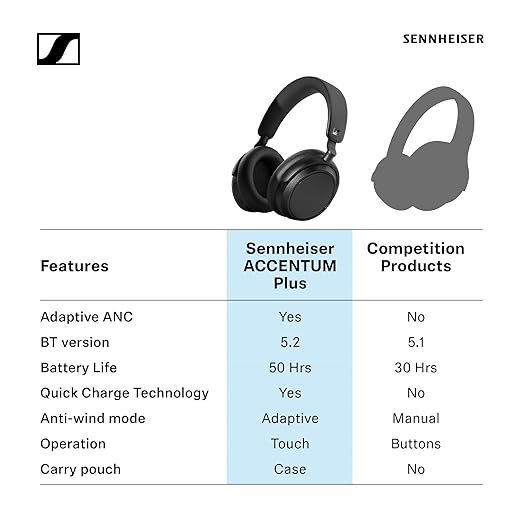 SENNHEISER
Features Sennheiser ACCENTUM Plus Competition Products
Adaptive ANC Yes No
BT version 5.2 5.1
Battery Life 50 Hrs 30 Hrs
Quick Charge Technology Yes No
Anti-wind mode Adaptive Manual
Operation Touch Buttons
Carry pouch Case No